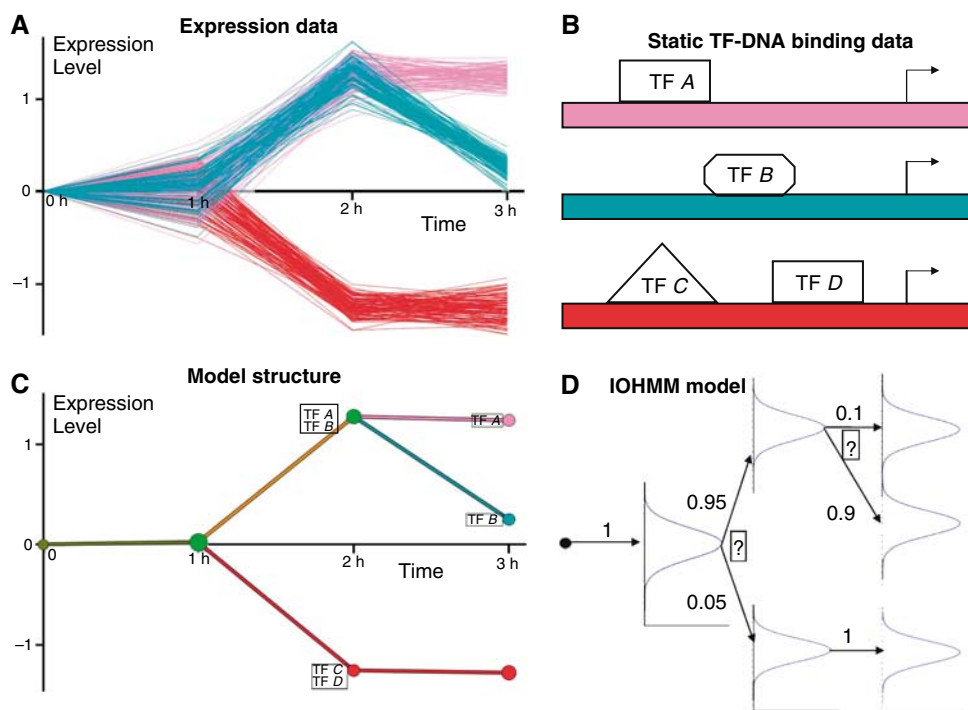 A
Expression data
Expression
Level
1
0
−1
0 h
1 h
2 h
3 h
Time
B
Static TF-DNA binding data
TF A
TF B
TF C
TF D
C
Model structure
Expression
Level
1
0
−1
0
1 h
2 h
3 h
Time
TF A
TF B
TF A
TF B
TF C
TF D
D
IOHMM model
1
?
0.95
0.05
?
0.1
0.9
1